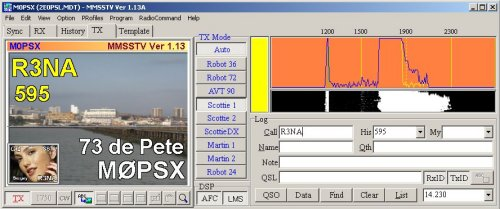 M0PSX (2E0PSL.MDT) - MMSSTV Ver 1.13A
File Edit View Option PRofiles Program RadioCommand Help
Sync RX History TX Template
M0PSX MMSSTV Ver 1.13
R3NA
595
73 de Pete
MØPSX
R3NA
TX 1750 CW
TX Mode
Auto
Robot 36
Robot 72
AVT 90
Scottie 1
Scottie 2
ScottieDX
Martin 1
Martin 2
Robot 24
DSP
AFC LMS
1200 1500 1900 2300
Log
Call R3NA His 595 My
Name Qth
Note
QSL RxID TxID
QSO Data Find Clear List 14.230